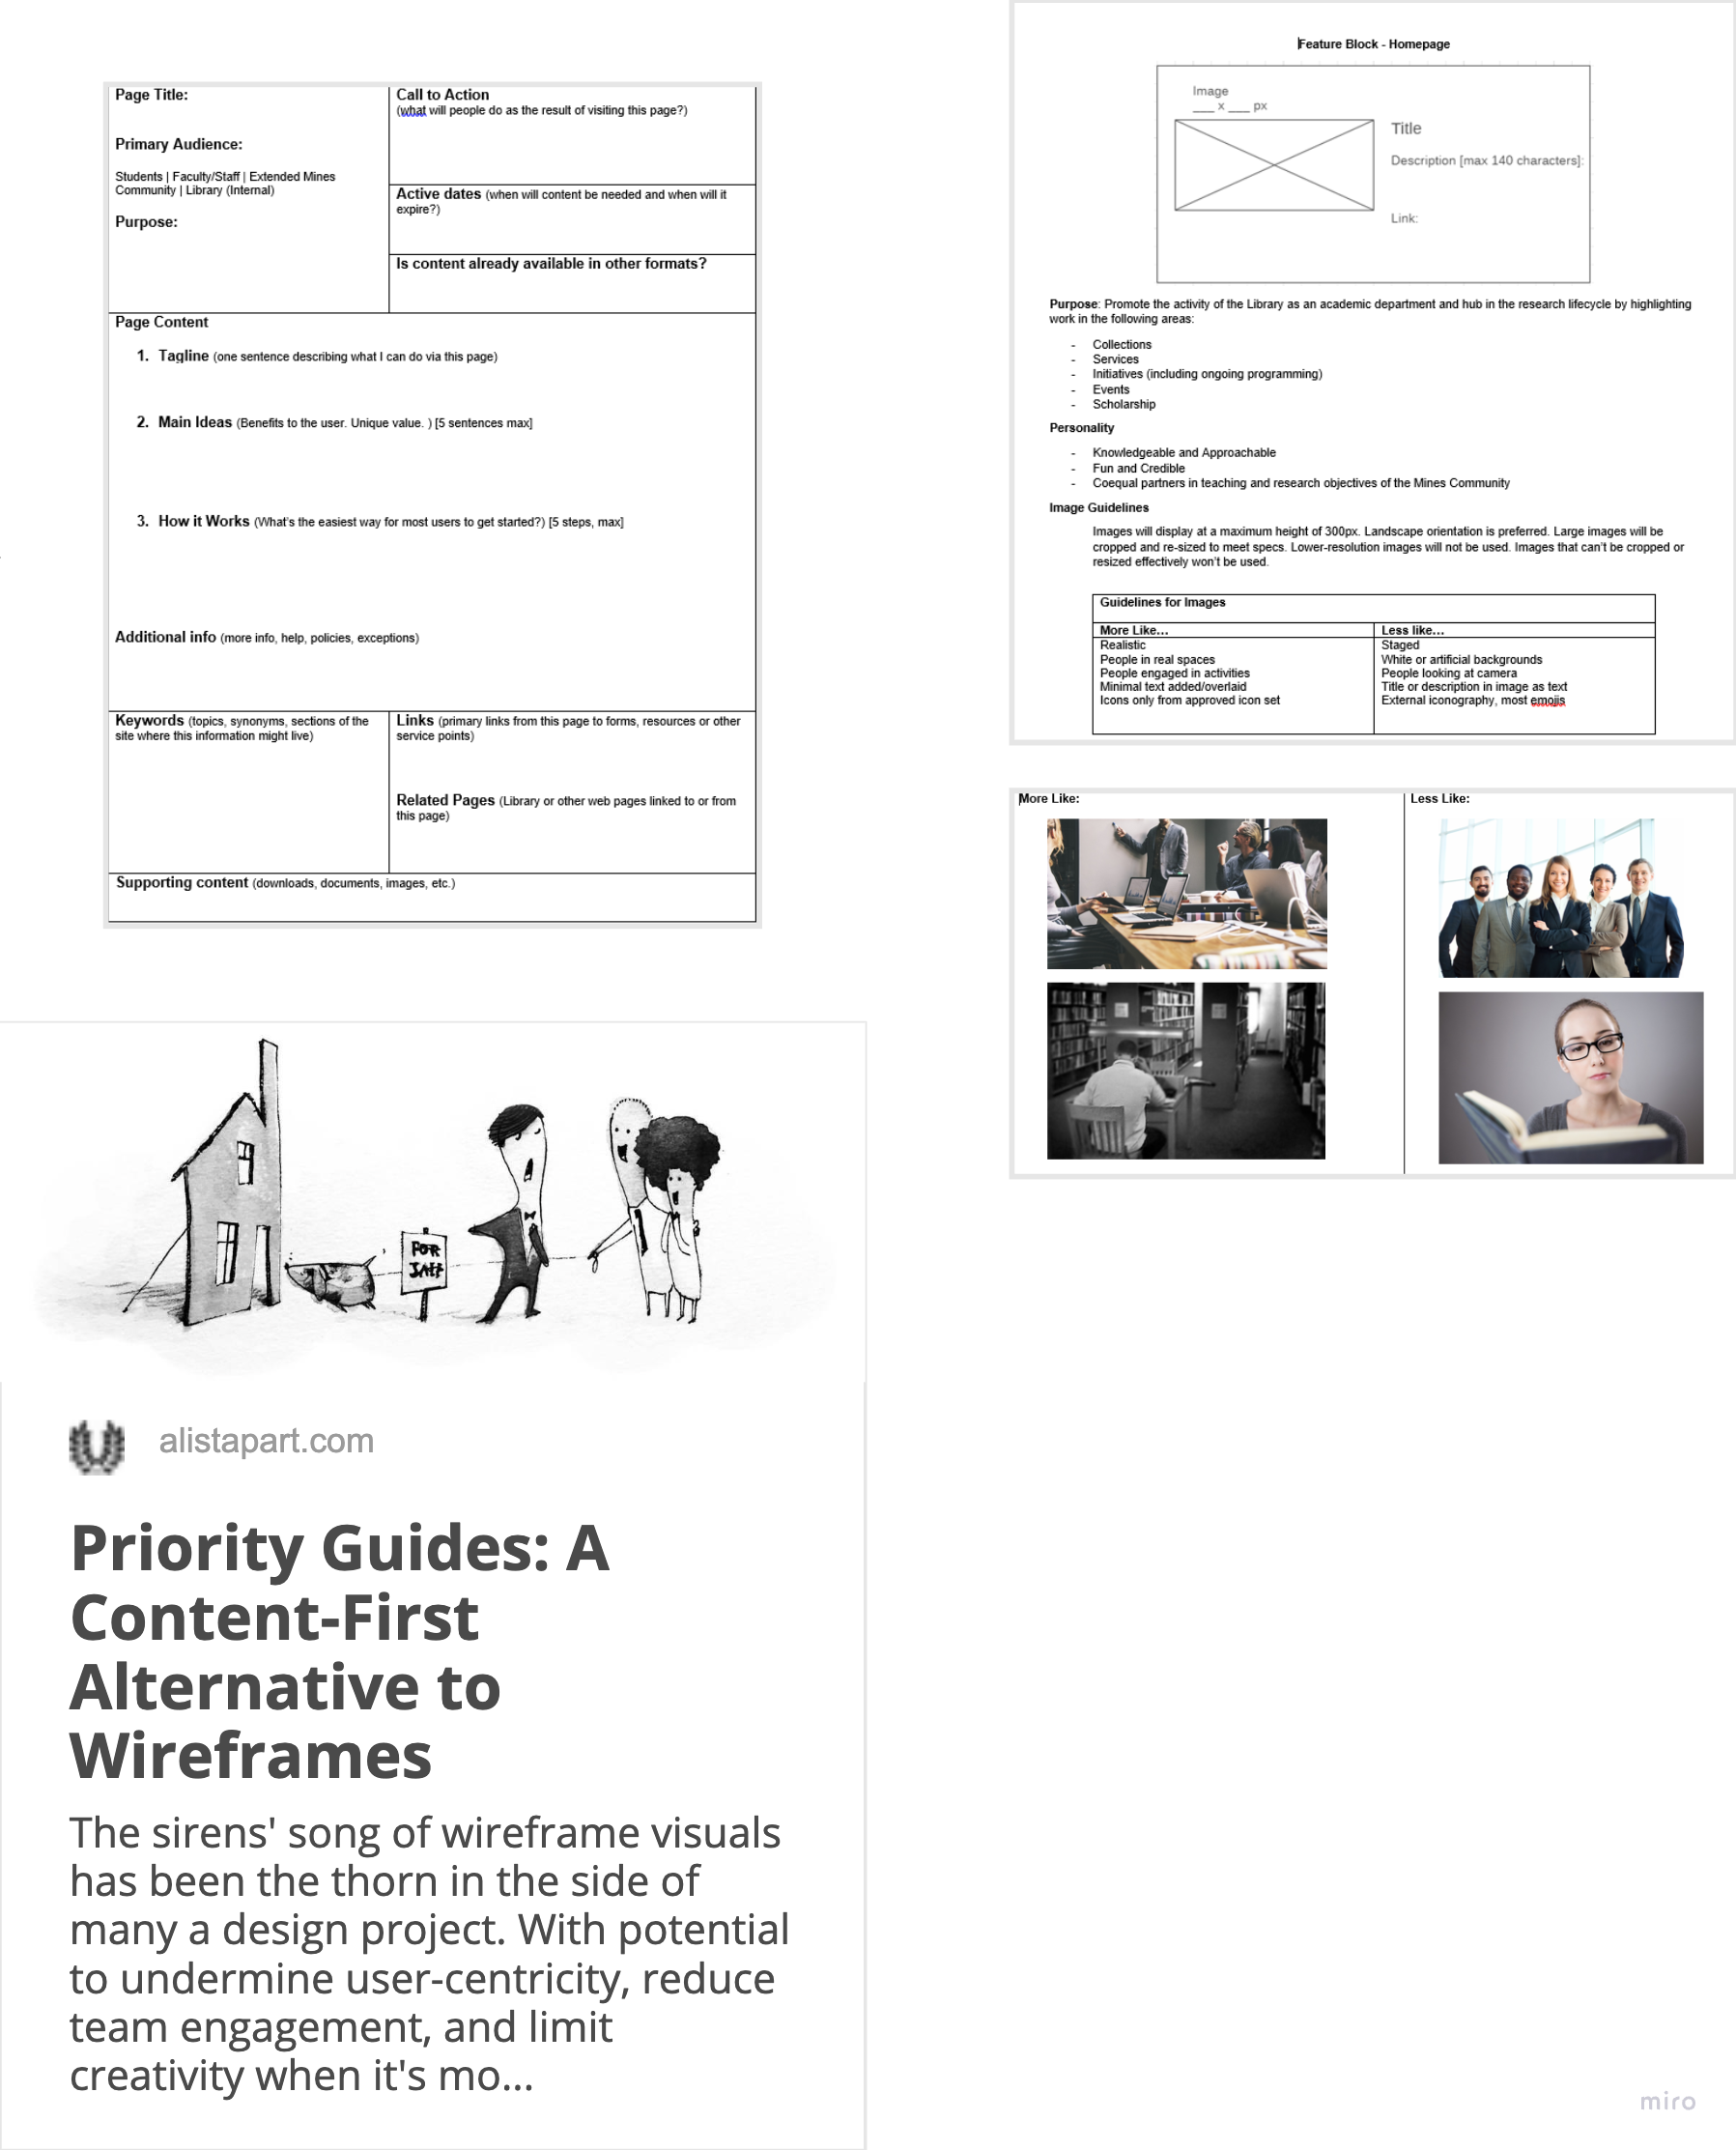 Page Title:
Primary Audience:
Students | Faculty/Staff | Extended Mines
Community | Library (Internal)
Purpose:
Call to Action
(what will people do as the result of visiting this page?)
Active dates (when will content be needed and when will it
expire?)
Is content already available in other formats?
Page Content
1. Tagline (one sentence describing what I can do via this page)
2. Main Ideas (Benefits to the user. Unique value. ) [5 sentences max]
3. How it Works (What's the easiest way for most users to get started?) [5 steps, max]
Additional info (more info, help, policies, exceptions)
Keywords (topics, synonyms, sections of the
site where this information might live)
Links (primary links from this page to forms, resources or other
service points)
Related Pages (Library or other web pages linked to or from
this page)
Supporting content (downloads, documents, images, etc.)
Feature Block - Homepage
Image
___ x ___ px
Title
Description [max 140 characters]:
Link:
Purpose: Promote the activity of the Library as an academic department and hub in the research lifecycle by highlighting
work in the following areas:
- Collections
- Services
- Initiatives (including ongoing programming)
- Events
- Scholarship
Personality
- Knowledgeable and Approachable
- Fun and Credible
- Coequal partners in teaching and research objectives of the Mines Community
Image Guidelines
Images will display at a maximum height of 300px. Landscape orientation is preferred. Large images will be
cropped and re-sized to meet specs. Lower-resolution images will not be used. Images that can't be cropped or
resized effectively won't be used.
Guidelines for Images
More Like...
Less like...
Realistic
People in real spaces
People engaged in activities
Minimal text added/overlaid
Icons only from approved icon set
Staged
White or artificial backgrounds
People looking at camera
Title or description in image as text
External iconography, most emojis
More Like:
Less Like:
FOR
SALE
alistapart.com
Priority Guides: A
Content-First
Alternative to
Wireframes
The sirens' song of wireframe visuals
has been the thorn in the side of
many a design project. With potential
to undermine user-centricity, reduce
team engagement, and limit
creativity when it's mo...
miro